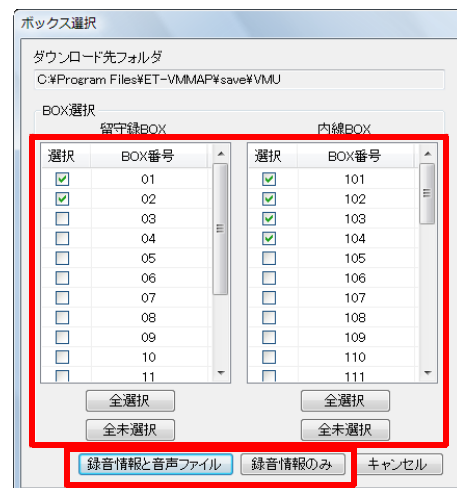 ボックス選択
ダウンロード先フォルダ
C:¥Program Files¥ET-VMMAP¥save¥VMU
BOX選択
留守録BOX 内線BOX
選択 BOX番号 選択 BOX番号
01 101
02 102
03 103
04 104
05 105
06 106
07 107
08 108
09 109
10 110
11 111
全選択 全選択
全未選択 全未選択
録音情報と音声ファイル 録音情報のみ キャンセル